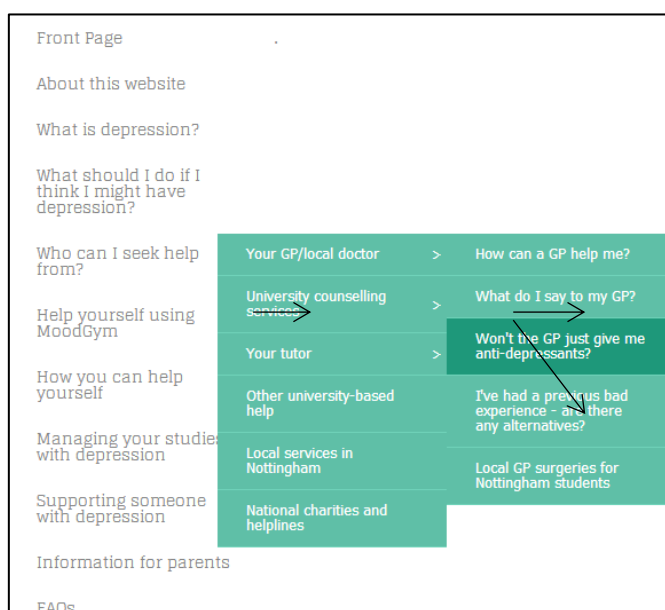 Front Page
About this website
What is depression?
What should I do if I
think I might have
depression?
Who can I seek help
from?
Help yourself using
MoodGym
How you can help
yourself
Managing your studies
with depression
Supporting someone
with depression
Information for parents
FAQs
Your GP/local doctor >
University counselling
services >
Your tutor >
Other university-based
help
Local services in
Nottingham
National charities and
helplines
How can a GP help me?
What do I say to my GP?
Won't the GP just give me
anti-depressants?
I've had a previous bad
experience - are there
any alternatives?
Local GP surgeries for
Nottingham students